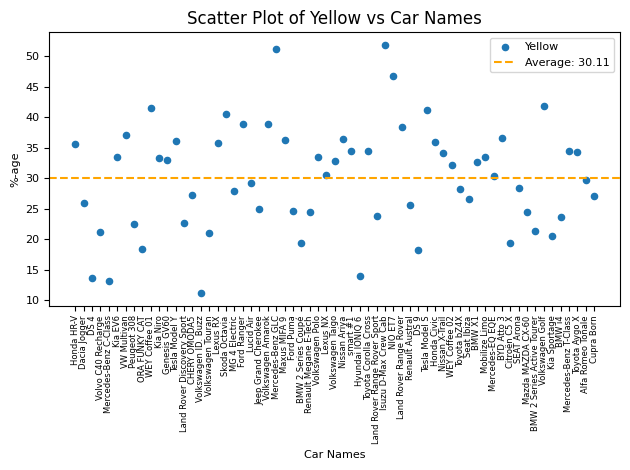 Scatter Plot of Yellow vs Car Names
Yellow
Average: 30.11
%-age
50
45
40
35
30
25
20
15
10
Honda HR-V
Dacia Jogger
DS 4
Volvo C40 Recharge
Mercedes-Benz C-Class
Kia EV6
VW Multivan
Peugeot 308
ORA FUNKY CAT
WEY Coffee 01
Kia Niro
Genesis GV60
Tesla Model Y
Land Rover Discovery Sport
CHERY OMODA5
Volkswagen ID. Buzz
Volkswagen Touran
Lexus RX
Skoda Octavia
MG 4 Electric
Ford Ranger
Lucid Air
Jeep Grand Cherokee
Volkswagen Amarok
Mercedes-Benz GLC
Maxus MIFA 9
Ford Puma
BMW 2 Series Coupé
Renault Megane E-Tech
Volkswagen Polo
Lexus NX
Volkswagen Taigo
Nissan Ariya
smart #1
Hyundai IONIQ 6
Toyota Corolla Cross
Land Rover Range Rover Sport
Isuzu D-Max Crew Cab
NIO ET7
Land Rover Range Rover
Renault Austral
DS 9
Tesla Model S
Honda Civic
Nissan X-Trail
WEY Coffee 02
Toyota bZ4X
Seat Ibiza
BMW X1
Mobilize Limo
Mercedes-EQ EQE
BYD Atto 3
Citroën C5 X
SEAT Arona
Mazda MAZDA CX-60
BMW 2 Series Active Tourer
Volkswagen Golf
Kia Sportage
BMW i4
Mercedes-Benz T-Class
Toyota Aygo X
Alfa Romeo Tonale
Cupra Born
Car Names